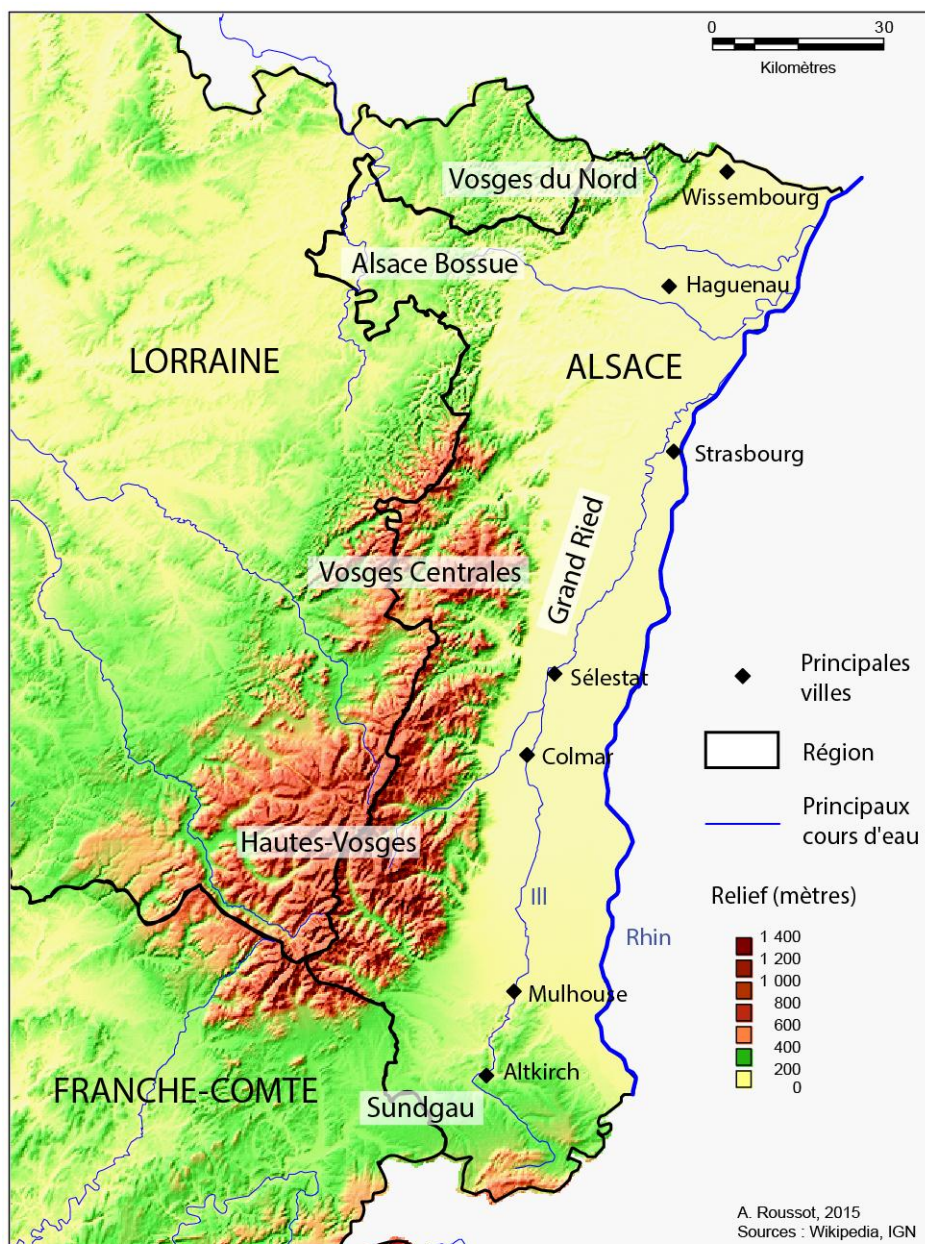 0 30
Kilomètres
Vosges du Nord
Wissembourg
Alsace Bossue
Haguenau
LORRAINE
ALSACE
Strasbourg
Grand Ried
Vosges Centrales
Sélestat
Colmar
Hautes-Vosges
Ill
Rhin
Mulhouse
Altkirch
FRANCHE-COMTE
Sundgau
Principales
villes
Région
Principaux
cours d'eau
Relief (mètres)
1 400
1 200
1 000
800
600
400
200
0
A. Roussot, 2015
Sources : Wikipedia, IGN